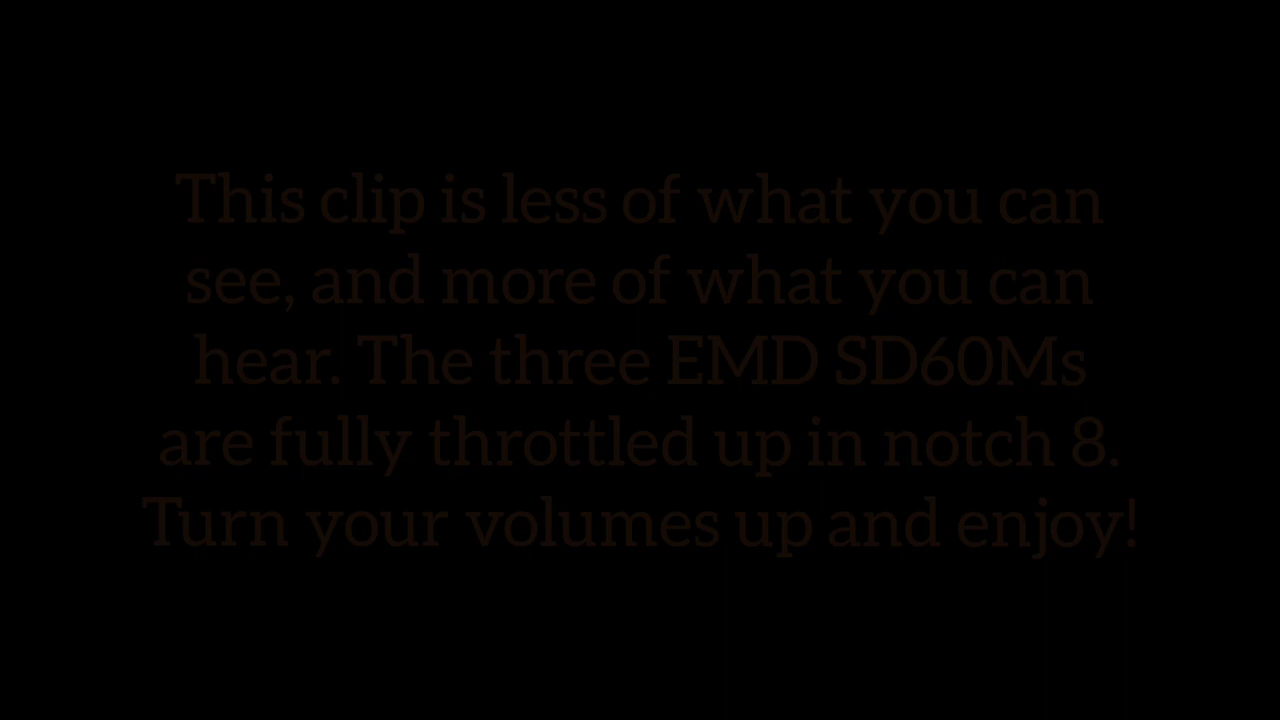 This clip is less of what you can
see, and more of what you can
hear. The three EMD SD60Ms
are fully throttled up in notch 8.
Turn your volumes up and enjoy!